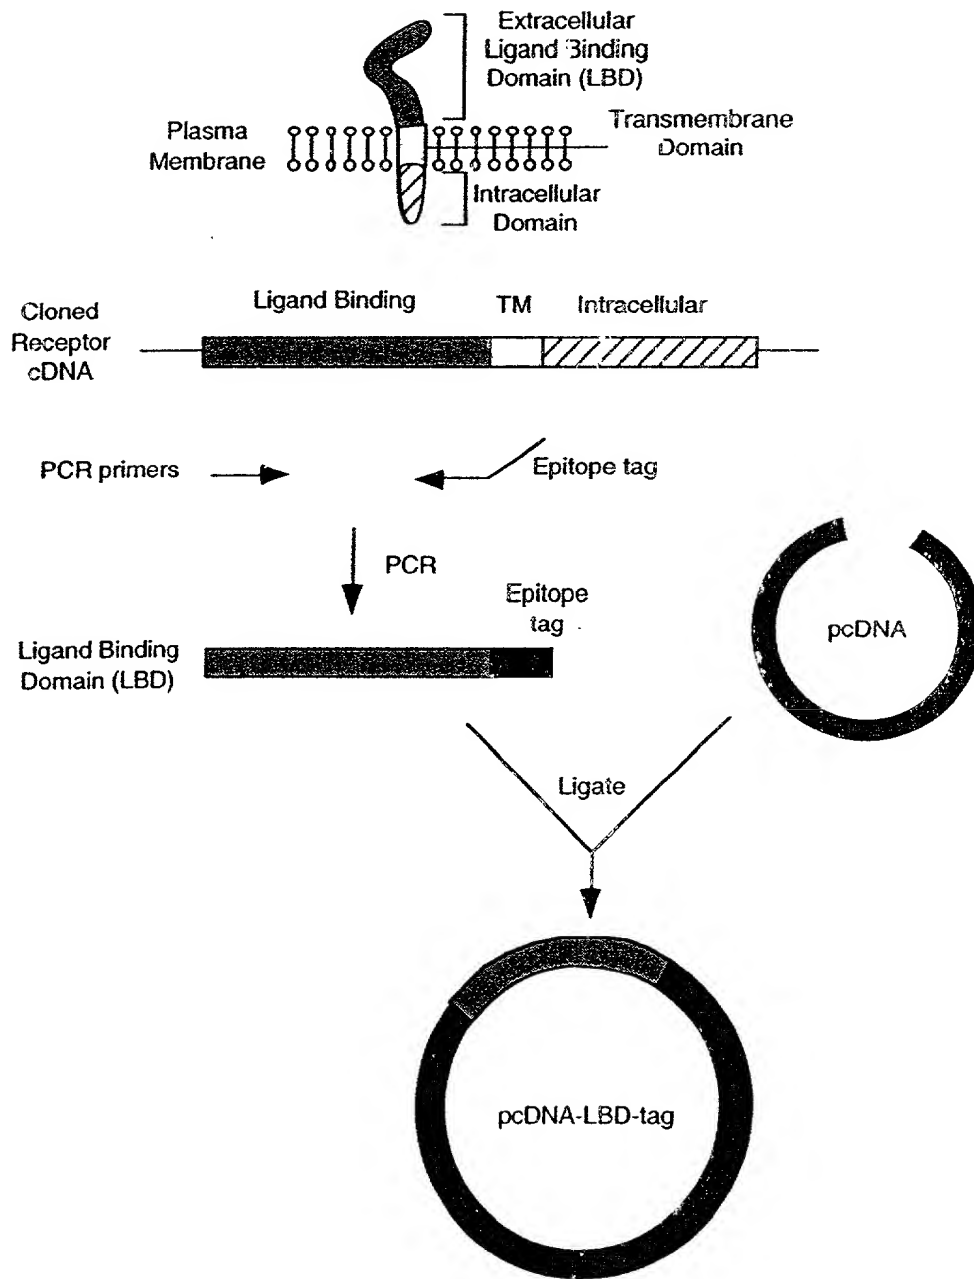 Extracellular
Ligand Binding
Domain (LBD)
Plasma
Membrane
Transmembrane
Domain
Intracellular
Domain
Ligand Binding
TM
Intracellular
Cloned
Receptor
cDNA
PCR primers
Epitope tag
PCR
Epitope
tag
Ligand Binding
Domain (LBD)
pcDNA
Ligate
pcDNA-LBD-tag